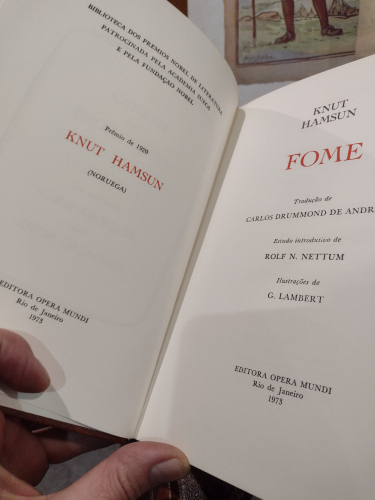 BIBLIOTECA DOS PREMIOS NOBEL DE LITERATURA
PATROCINADA PELA ACADEMIA SUECA
E PELA FUNDAÇÃO NOBEL
Prêmio de 1920
KNUT HAMSUN
(NORUEGA)
EDITORA OPERA MUNDI
Rio de Janeiro
1973
KNUT
HAMSUN
FOME
Tradução de
CARLOS DRUMMOND DE ANDR
Estudo introdutivo de
ROLF N. NETTUM
Ilustrações de
G. LAMBERT
EDITORA OPERA MUNDI
Rio de Janeiro
1973